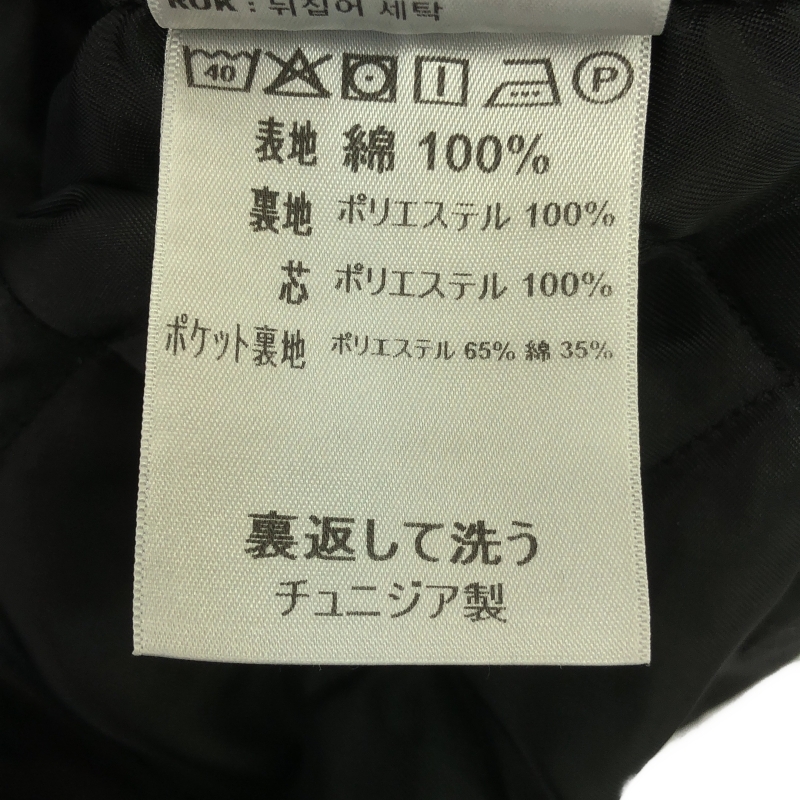 KOK : 뒤집어 세탁
40 P
表地 綿 100%
裏地 ポリエステル 100%
芯 ポリエステル 100%
ポケット裏地 ポリエステル 65% 綿 35%
裏返して洗う
チュニジア製